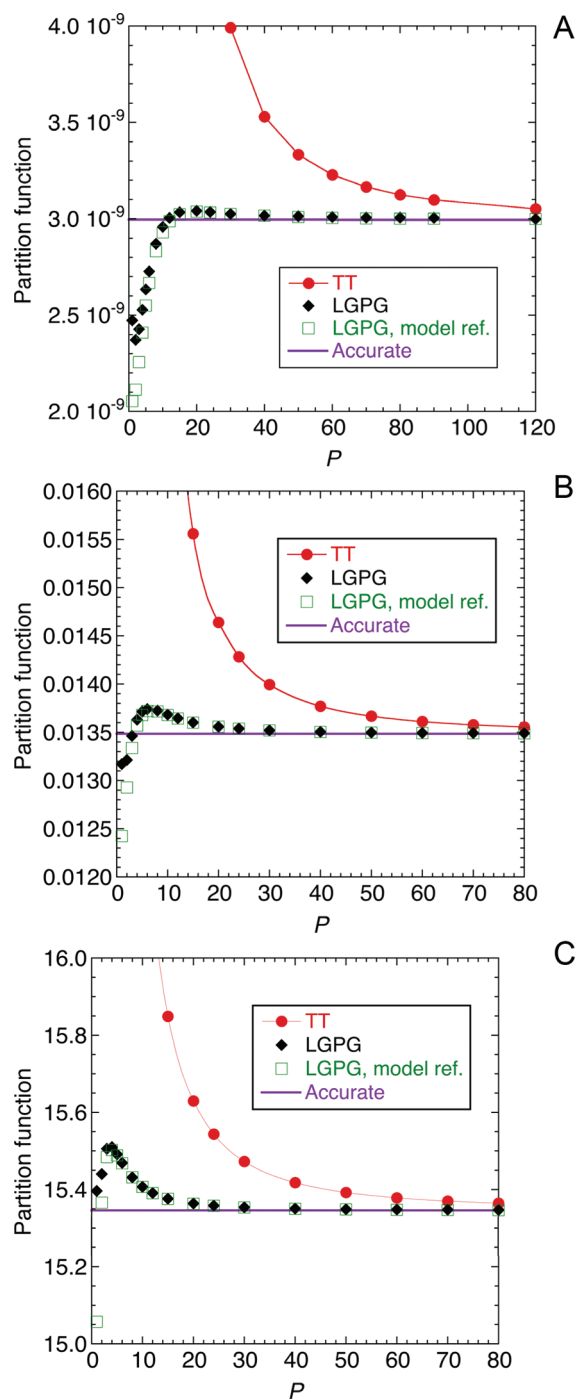 A
4.0 10-9
3.5 10-9
3.0 10-9
2.5 10-9
2.0 10-9
Partition function
TT
LGPG
LGPG, model ref.
Accurate
0 20 40 60 80 100 120
P
B
0.0160
0.0155
0.0150
0.0145
0.0140
0.0135
0.0130
0.0125
0.0120
Partition function
TT
LGPG
LGPG, model ref.
Accurate
0 10 20 30 40 50 60 70 80
P
C
16.0
15.8
15.6
15.4
15.2
15.0
Partition function
TT
LGPG
LGPG, model ref.
Accurate
0 10 20 30 40 50 60 70 80
P